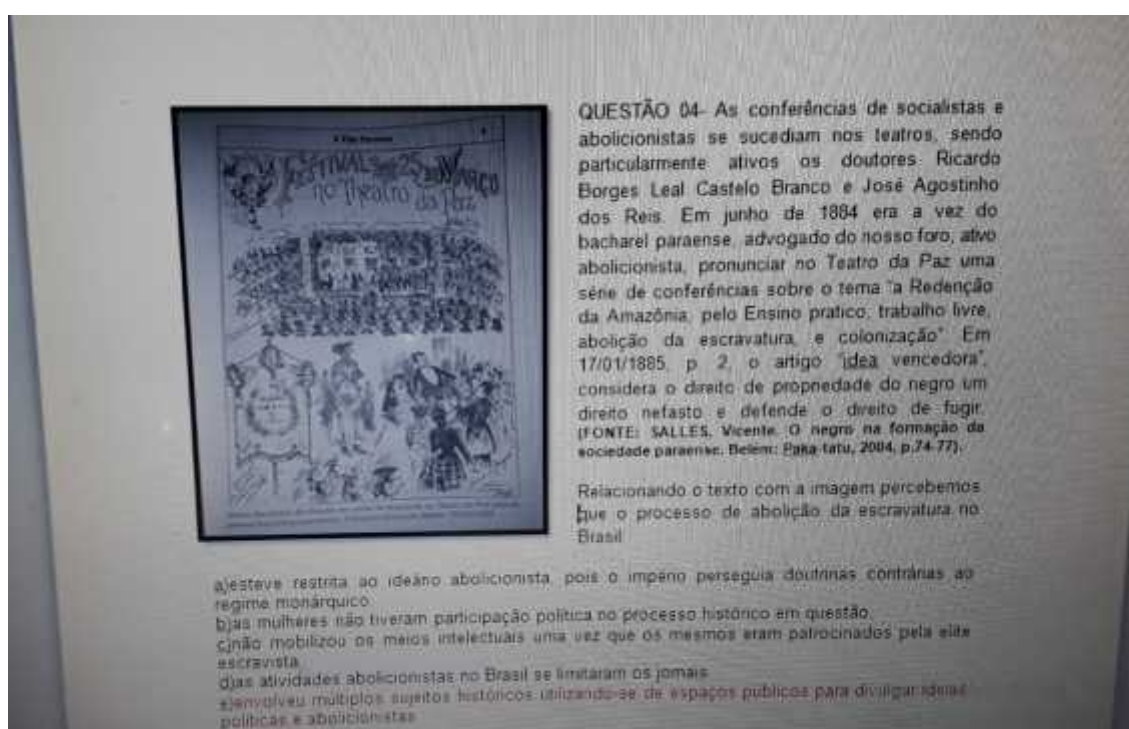 FESTIVAL 25 MARÇO
no Theatro da Paz
QUESTÃO 04- As conferências de socialistas e
abolicionistas se sucediam nos teatros, sendo
particularmente ativos os doutores Ricardo
Borges Leal Castelo Branco e José Agostinho
dos Reis. Em junho de 1884 era a vez do
bacharel paraense, advogado do nosso foro, ativo
abolicionista, pronunciar no Teatro da Paz uma
série de conferências sobre o tema "a Redenção
da Amazônia, pelo Ensino pratico, trabalho livre,
abolição da escravatura, e colonização" Em
17/01/1885, p 2, o artigo "idea vencedora",
considera o direito de propriedade do negro um
direito nefasto e defende o direito de fugir.
(FONTE: SALLES, Vicente. O negro na formação da
sociedade paraense. Belém: Paka-tatu, 2004, p.74-77).
Relacionando o texto com a imagem percebemos
que o processo de abolição da escravatura no
Brasil
a)esteve restrita ao ideário abolicionista, pois o império perseguia doutrinas contrárias ao
regime monárquico
b)as mulheres não tiveram participação política no processo histórico em questão,
c)não mobilizou os meios intelectuais uma vez que os mesmos eram patrocinados pela elite
escravista
d)as atividades abolicionistas no Brasil se limitaram os jornais
e)envolveu múltiplos sujeitos históricos utilizando-se de espaços públicos para divulgar ideias
políticas e abolicionistas